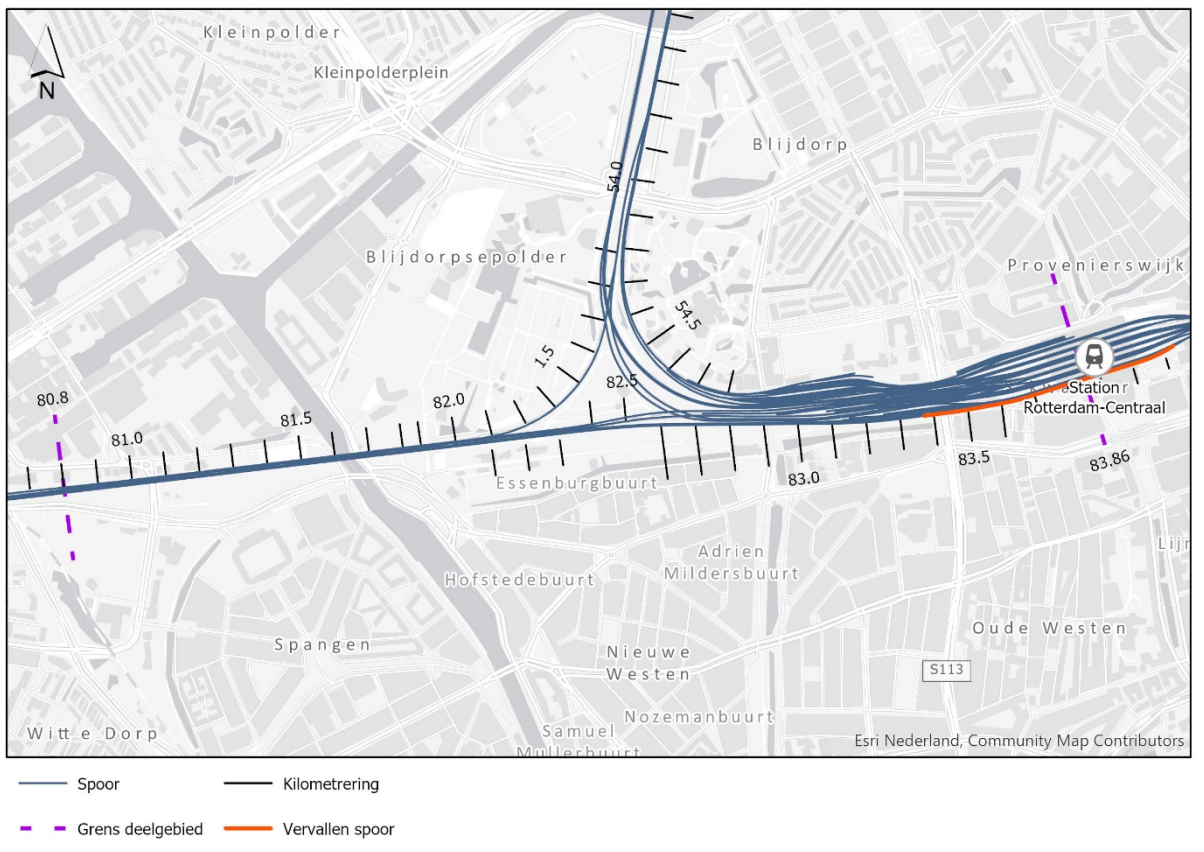 Kleinpolder
Kleinpolderplein
N
Blijdorp
54.0
Blijdorpsepolder
Provenierswijk
54.5
1.5
80.8
82.5
82.0
81.5
81.0
Station
Rotterdam-Centraal
83.5
83.86
83.0
Essenburgbuurt
Adrien
Mildersbuurt
Hofstedebuurt
Spangen
Oude Westen
Nieuwe
Westen
S113
Nozemanbuurt
Samuel
Mullerbuurt
Witte Dorp
Esri Nederland, Community Map Contributors
Spoor
Kilometrering
Grens deelgebied
Vervallen spoor